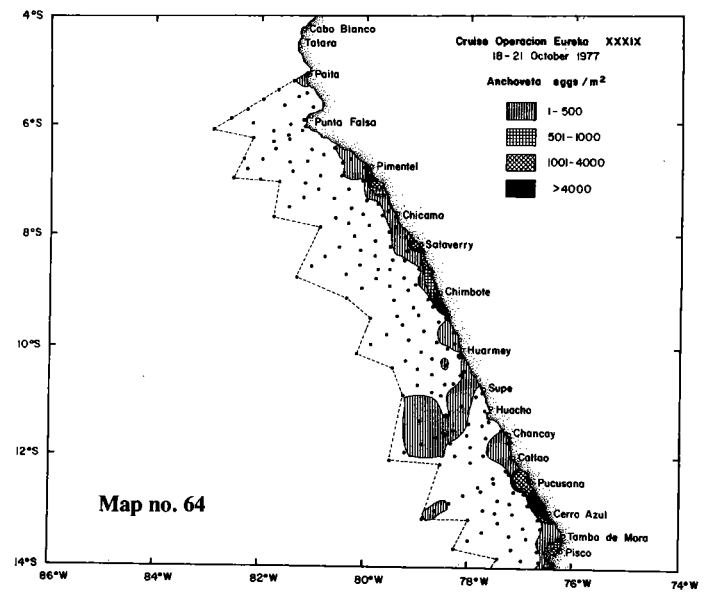 4°S
Cabo Blanco
Talara
Cruise Operacion Eureka XXXIX
18-21 October 1977
Paita
Anchoveta eggs/m²
1-500
6°S
Punta Falsa
501-1000
1001-4000
Pimentel
>4000
Chicama
8°S
Salaverry
Chimbote
10°S
Huarmey
Supe
Huacho
Chancay
12°S
Callao
Pucusana
Map no. 64
Cerro Azul
Tambo de Mora
Pisco
14°S
86°W
84°W
82°W
80°W
78°W
76°W
74°W